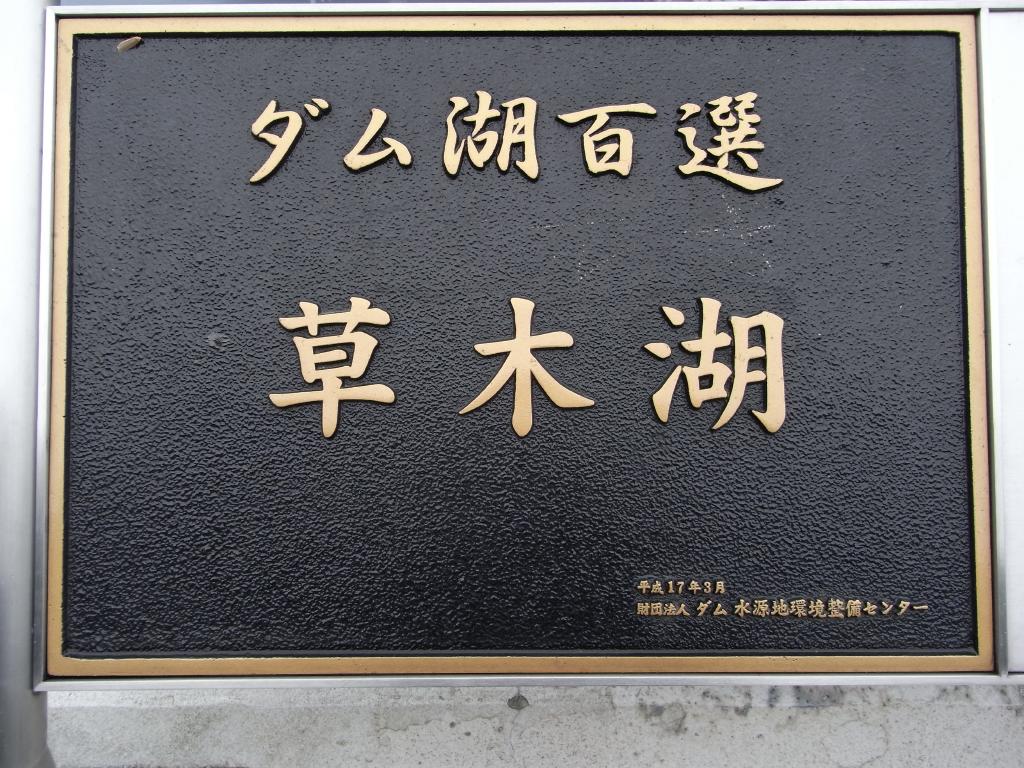 ダム湖百選
草木湖
平成17年3月
財団法人 ダム水源地環境整備センター